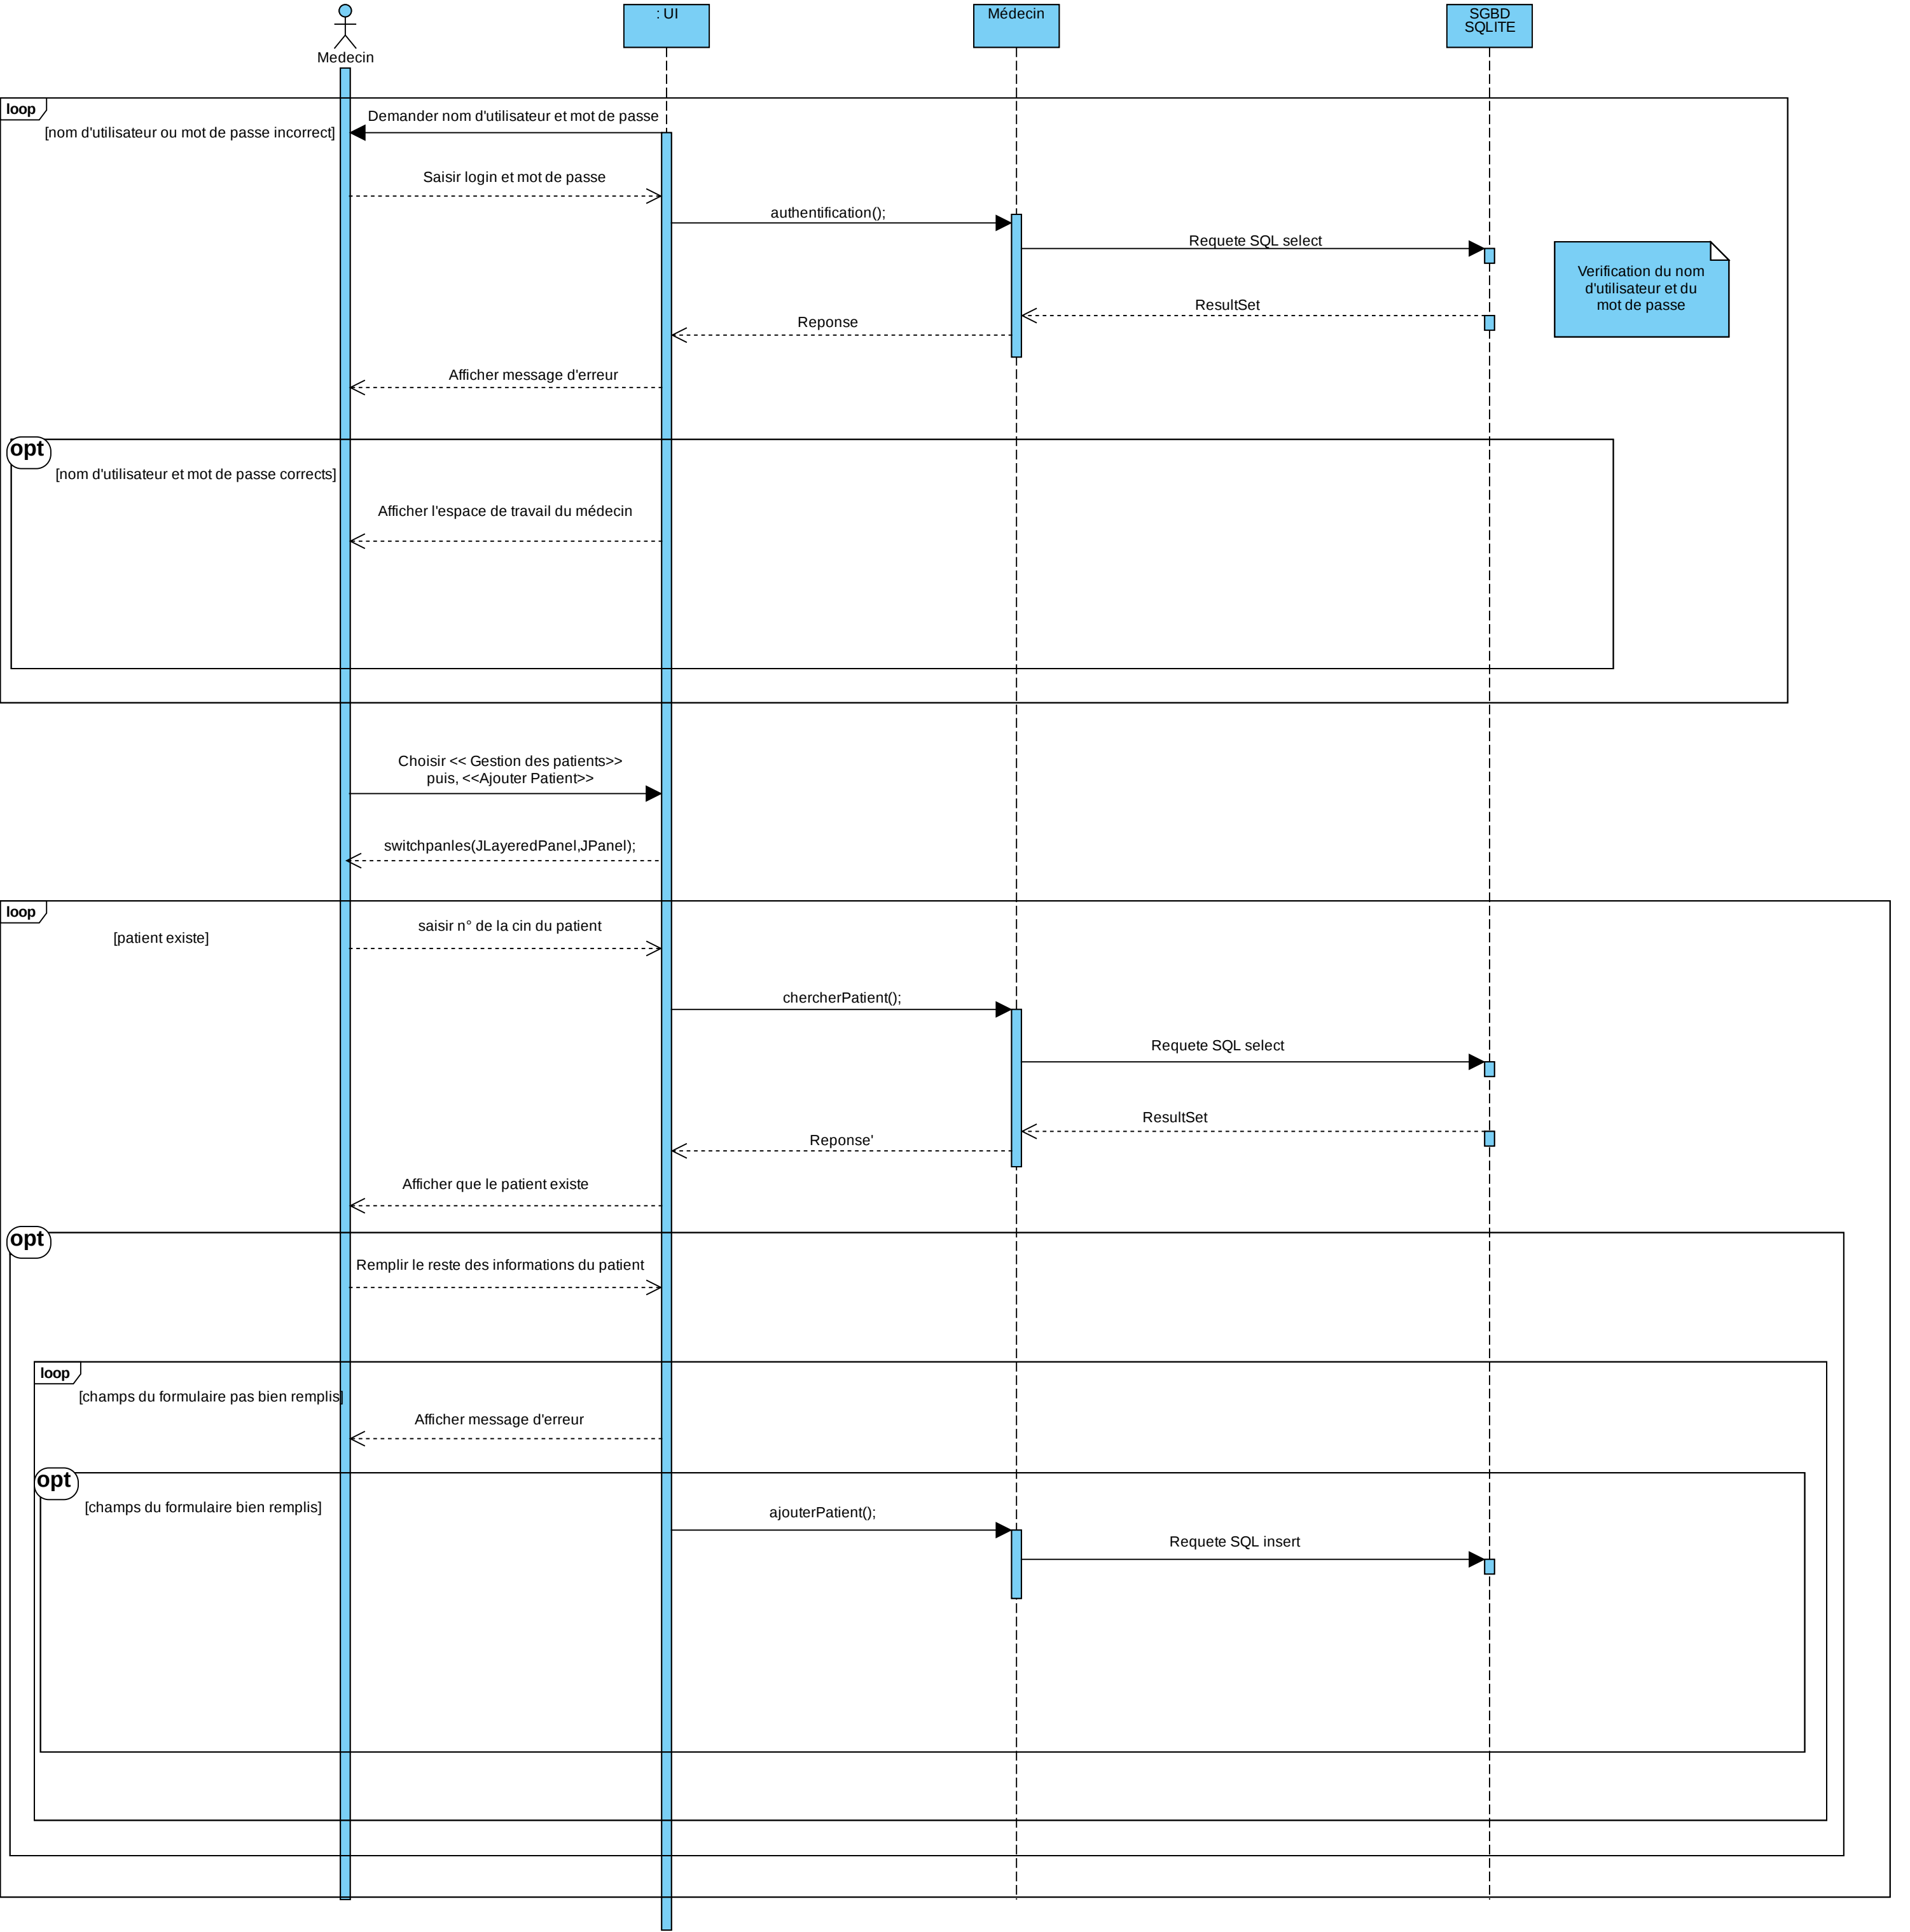 Medecin
: UI
Médecin
SGBD
SQLITE
loop
[nom d'utilisateur ou mot de passe incorrect]
Demander nom d'utilisateur et mot de passe
Saisir login et mot de passe
authentification();
Requete SQL select
Verification du nom
d'utilisateur et du
mot de passe
ResultSet
Reponse
Afficher message d'erreur
opt
[nom d'utilisateur et mot de passe corrects]
Afficher l'espace de travail du médecin
Choisir << Gestion des patients>>
puis, <<Ajouter Patient>>
switchpanles(JLayeredPanel,JPanel);
loop
[patient existe]
saisir n° de la cin du patient
chercherPatient();
Requete SQL select
ResultSet
Reponse'
Afficher que le patient existe
opt
Remplir le reste des informations du patient
loop
[champs du formulaire pas bien remplis]
Afficher message d'erreur
opt
[champs du formulaire bien remplis]
ajouterPatient();
Requete SQL insert